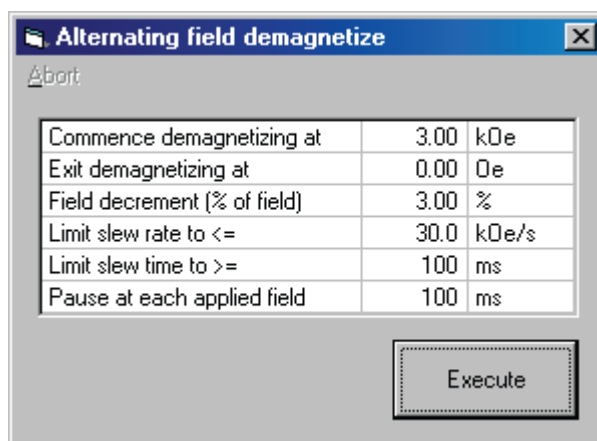 Alternating field demagnetize
Abort
Commence demagnetizing at 3.00 kOe
Exit demagnetizing at 0.00 Oe
Field decrement (% of field) 3.00 %
Limit slew rate to <= 30.0 kOe/s
Limit slew time to >= 100 ms
Pause at each applied field 100 ms
Execute